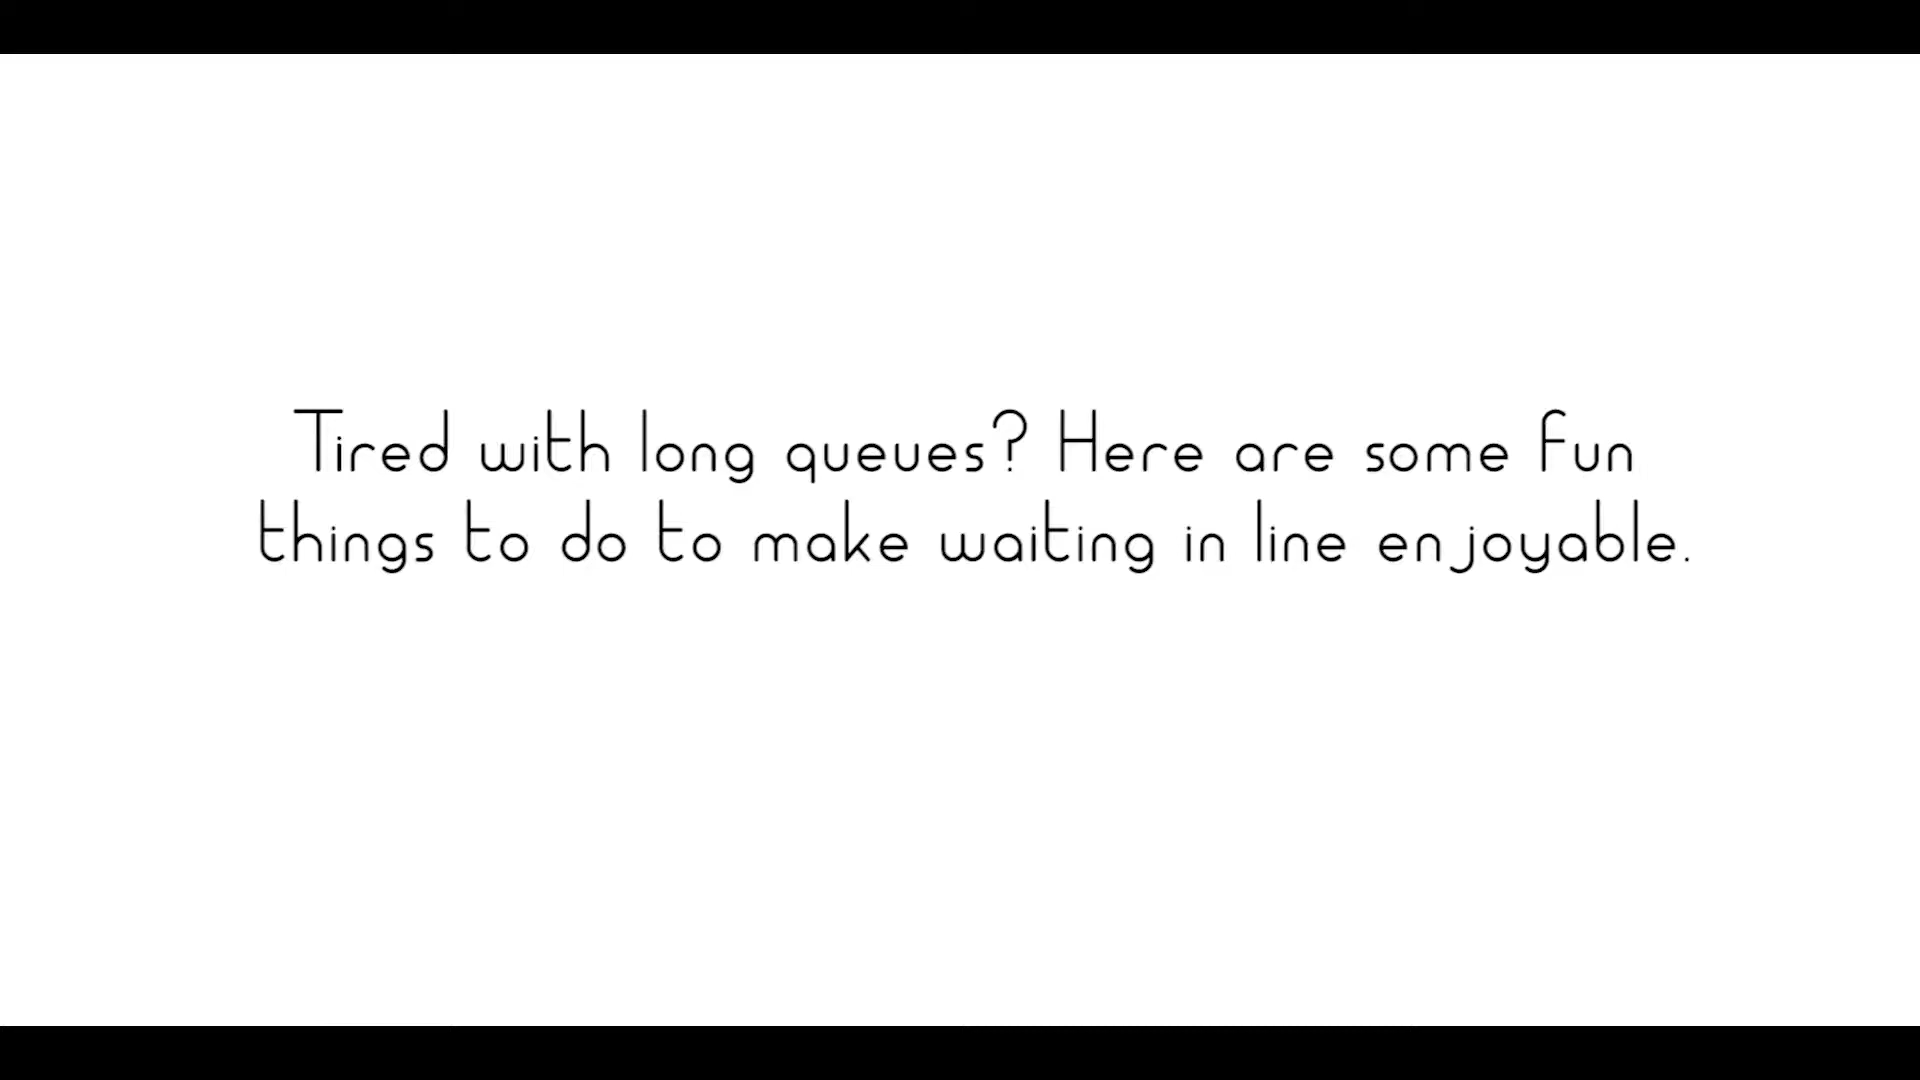 Tired with long queues? Here are some fun
things to do to make waiting in line enjoyable.